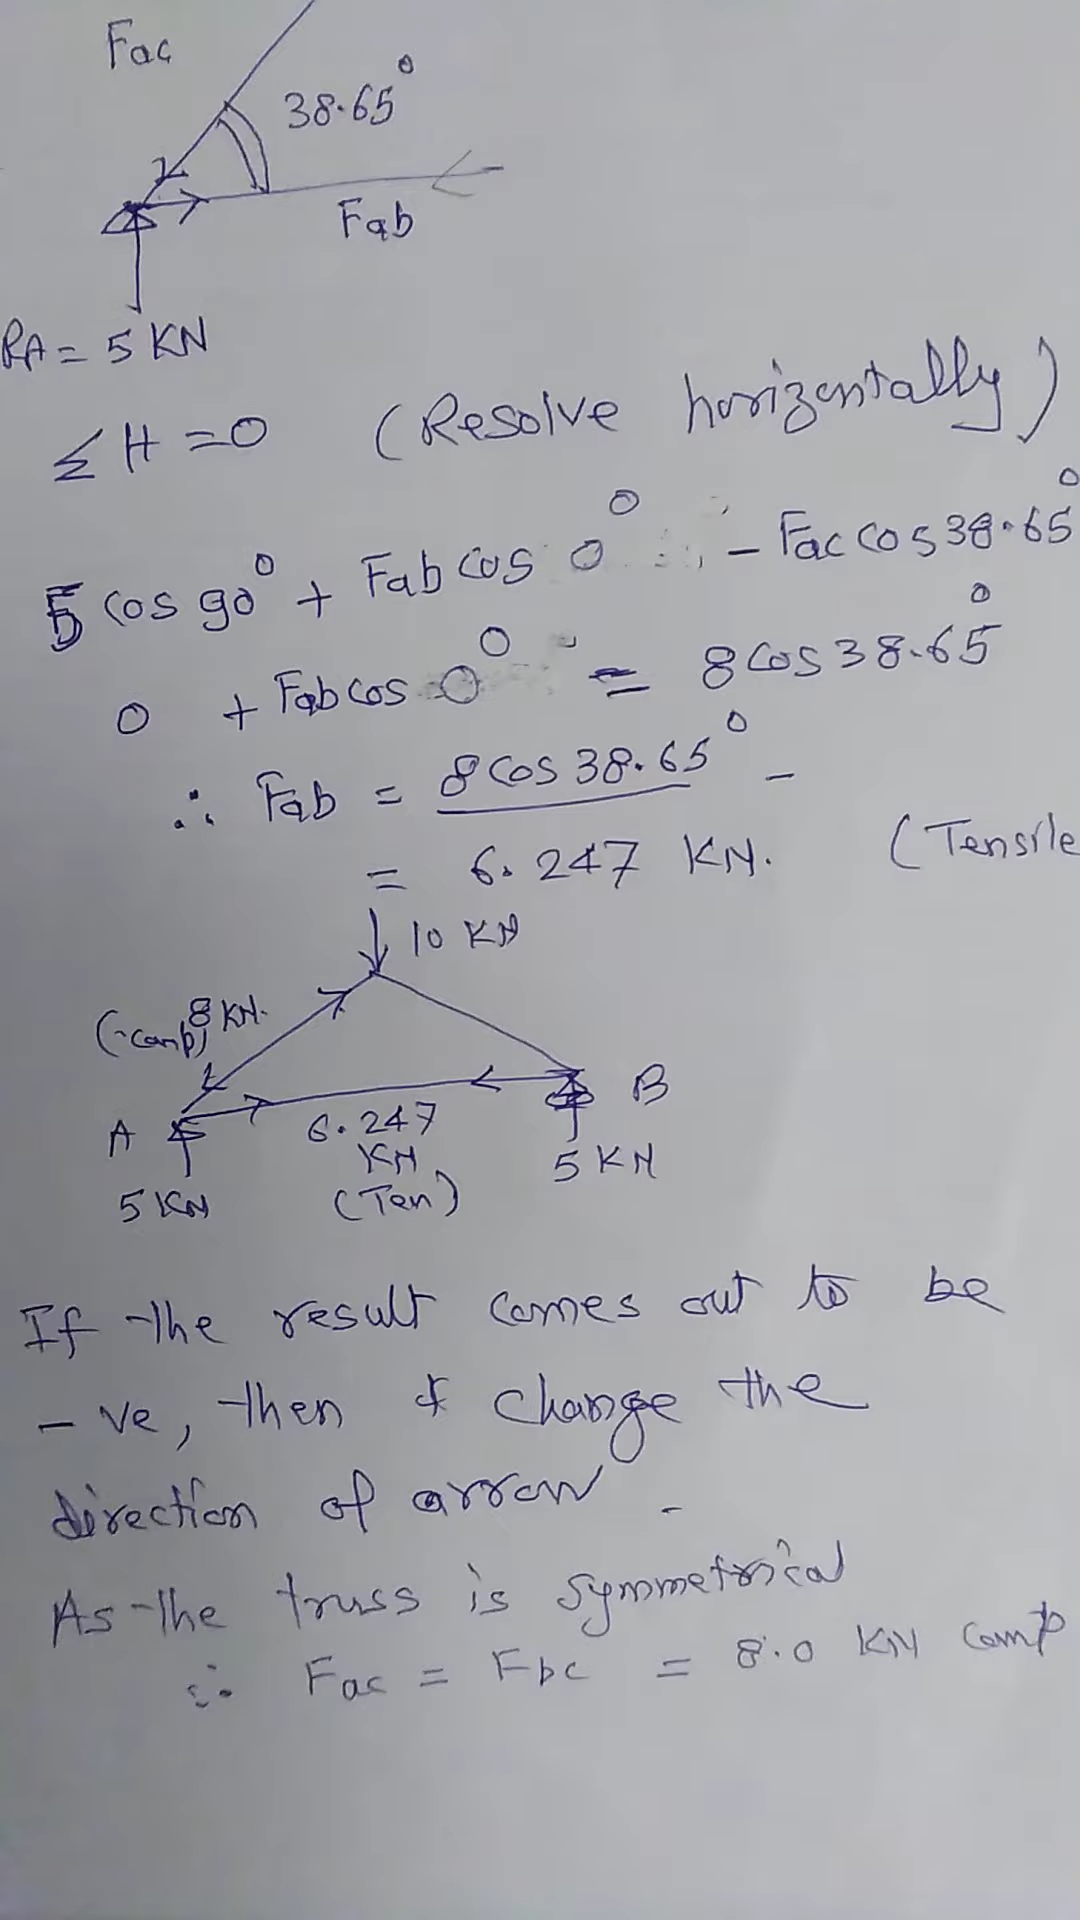 Fac
38.65°
Fab
RA = 5 KN
ΣH = 0 (Resolve horizontally)
5 cos 90° + Fab cos 0° - Fac cos 38.65°
0 + Fab cos 0° = 8 cos 38.65°
∴ Fab = 8 cos 38.65°
= 6.247 KN. (Tensile
10 KN
(-comp) 8 KN.
A
6.247
KN
(Ten)
B
5 KN
5 KN
If the result comes out to be
-ve, then change the
direction of arrow.
As the truss is symmetrical
∴ Fac = Fbc = 8.0 KN comp